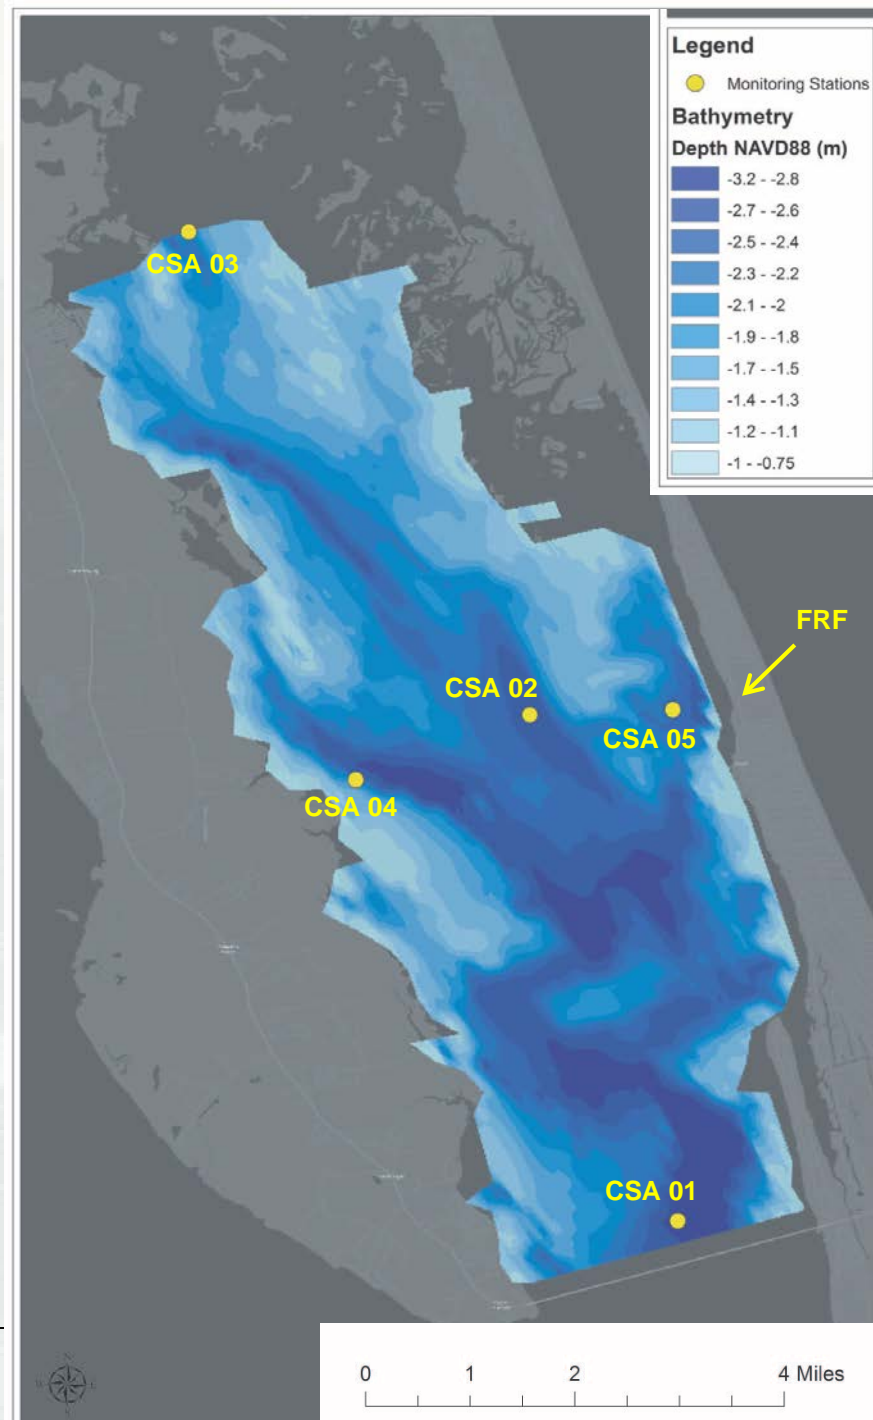 Legend
Monitoring Stations
Bathymetry
Depth NAVD88 (m)
-3.2 - -2.8
-2.7 - -2.6
-2.5 - -2.4
-2.3 - -2.2
-2.1 - -2
-1.9 - -1.8
-1.7 - -1.5
-1.4 - -1.3
-1.2 - -1.1
-1 - -0.75
CSA 03
FRF
CSA 02
CSA 05
CSA 04
CSA 01
N
W E
S
0 1 2 4 Miles